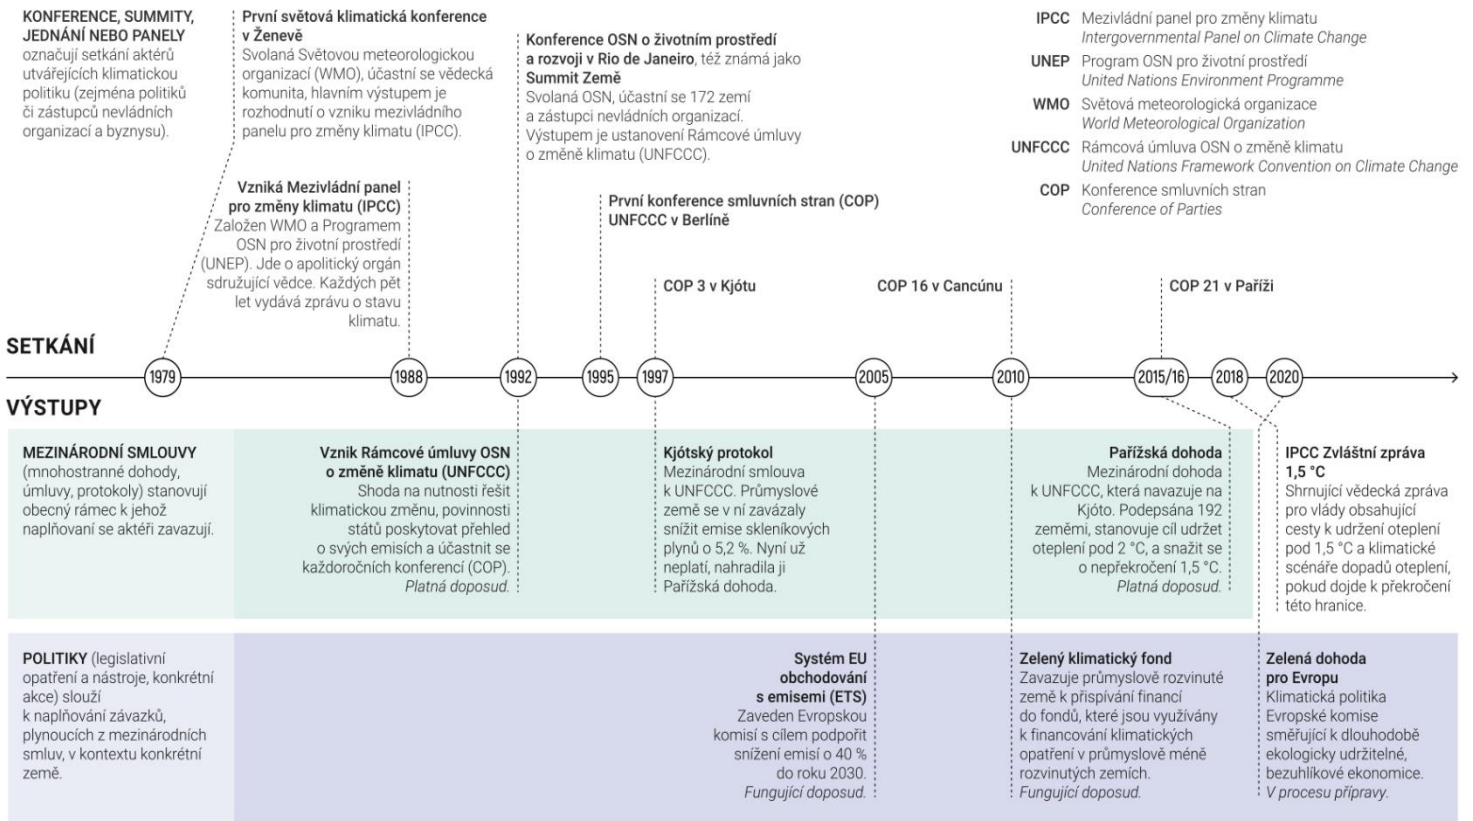 KONFERENCE, SUMMITY,
JEDNÁNÍ NEBO PANELY
označují setkání aktérů
utvářejících klimatickou
politiku (zejména politiků
či zástupců nevládních
organizací a byznysu).
První světová klimatická konference
v Ženevě
Svolaná Světovou meteorologickou
organizací (WMO), účastní se vědecká
komunita, hlavním výstupem je
rozhodnutí o vzniku mezivládního
panelu pro změny klimatu (IPCC).
Konference OSN o životním prostředí
a rozvoji v Rio de Janeiro, též známá jako
Summit Země
Svolaná OSN, účastní se 172 zemí
a zástupci nevládních organizací.
Výstupem je ustanovení Rámcové úmluvy
o změně klimatu (UNFCCC).
IPCC Mezivládní panel pro změny klimatu
Intergovernmental Panel on Climate Change
UNEP Program OSN pro životní prostředí
United Nations Environment Programme
WMO Světová meteorologická organizace
World Meteorological Organization
UNFCCC Rámcová úmluva OSN o změně klimatu
United Nations Framework Convention on Climate Change
COP Konference smluvních stran
Conference of Parties
Vzniká Mezivládní panel
pro změny klimatu (IPCC)
Založen WMO a Programem
OSN pro životní prostředí
(UNEP). Jde o apolitický orgán
sdružující vědce. Každých pět
let vydává zprávu o stavu
klimatu.
První konference smluvních stran (COP)
UNFCCC v Berlíně
COP 3 v Kjótu
COP 16 v Cancúnu
COP 21 v Paříži
SETKÁNÍ
1979
1988
1992
1995
1997
2005
2010
2015/16
2018
2020
VÝSTUPY
MEZINÁRODNÍ SMLOUVY
(mnohostranné dohody,
úmluvy, protokoly) stanovují
obecný rámec k jehož
naplňovaní se aktéři zavazují.
Vznik Rámcové úmluvy OSN
o změně klimatu (UNFCCC)
Shoda na nutnosti řešit
klimatickou změnu, povinnosti
států poskytovat přehled
o svých emisích a účastnit se
každoročních konferencí (COP).
Platná doposud.
Kjótský protokol
Mezinárodní smlouva
k UNFCCC. Průmyslové
země se v ní zavázaly
snížit emise skleníkových
plynů o 5,2 %. Nyní už
neplatí, nahradila ji
Pařížská dohoda.
Pařížská dohoda
Mezinárodní dohoda
k UNFCCC, která navazuje na
Kjóto. Podepsána 192
zeměmi, stanovuje cíl udržet
oteplení pod 2 °C, a snažit se
o nepřekročení 1,5 °C.
Platná doposud.
IPCC Zvláštní zpráva
1,5 °C
Shrnující vědecká zpráva
pro vlády obsahující
cesty k udržení oteplení
pod 1,5 °C a klimatické
scénáře dopadů oteplení,
pokud dojde k překročení
této hranice.
POLITIKY (legislativní
opatření a nástroje, konkrétní
akce) slouží
k naplňování závazků,
plynoucích z mezinárodních
smluv, v kontextu konkrétní
země.
Systém EU
obchodování
s emisemi (ETS)
Zaveden Evropskou
komisí s cílem podpořit
snížení emisí o 40 %
do roku 2030.
Fungující doposud.
Zelený klimatický fond
Zavazuje průmyslově rozvinuté
země k přispívání financí
do fondů, které jsou využívány
k financování klimatických
opatření v průmyslově méně
rozvinutých zemích.
Fungující doposud.
Zelená dohoda
pro Evropu
Klimatická politika
Evropské komise
směřující k dlouhodobě
ekologicky udržitelné,
bezuhlíkové ekonomice.
V procesu přípravy.